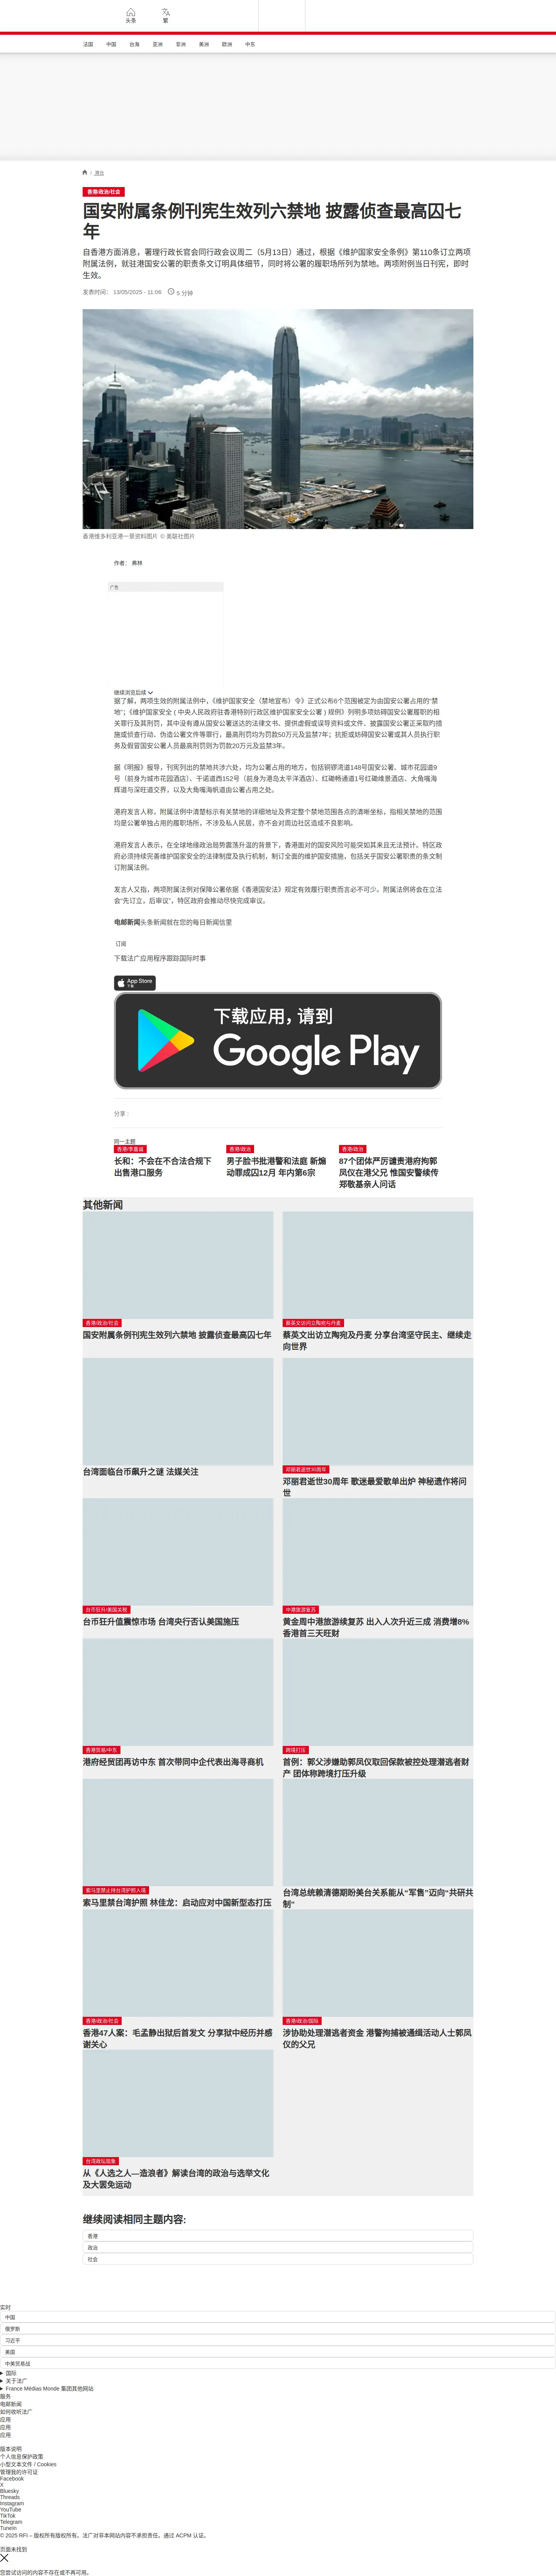 头条
繁
法国
中国
台海
亚洲
非洲
美洲
欧洲
中东
/ 港台
香港/政治/社会
国安附属条例刊宪生效列六禁地 披露侦查最高囚七
年
自香港方面消息，署理行政长官会同行政会议周二（5月13日）通过，根据《维护国家安全条例》第110条订立两项
附属法例，就驻港国安公署的职责条文订明具体细节，同时将公署的履职场所列为禁地。两项附例当日刊宪，即时
生效。
发表时间： 13/05/2025 - 11:06
5 分钟
香港维多利亚港一景资料图片 © 美联社图片
作者： 弗林
广告
继续浏览后续
据了解，两项生效的附属法例中，《维护国家安全（禁地宣布）令》正式公布6个范围被定为由国安公署占用的“禁
地”；《维护国家安全 ( 中央人民政府驻香港特别行政区维护国家安全公署 ) 规例》列明多项妨碍国安公署履职的相
关罪行及其刑罚，其中没有遵从国安公署送达的法律文书、提供虚假或误导资料或文件、披露国安公署正采取旳措
施或侦查行动、伪造公署文件等罪行，最高刑罚均为罚款50万元及监禁7年；抗拒或妨碍国安公署或其人员执行职
务及假冒国安公署人员最高刑罚则为罚款20万元及监禁3年。
据《明报》报导，刊宪列出的禁地共涉六处，均为公署占用的地方，包括铜锣湾道148号国安公署、城市花园道9
号（前身为城市花园酒店）、干诺道西152号（前身为港岛太平洋酒店）、红磡畅通道1号红磡维景酒店、大角嘴海
辉道与深旺道交界，以及大角嘴海帆道由公署占用之处。
港府发言人称，附属法例中清楚标示有关禁地的详细地址及界定整个禁地范围各点的清晰坐标，指相关禁地的范围
均是公署单独占用的履职场所，不涉及私人民居，亦不会对周边社区造成不良影响。
港府发言人表示，在全球地缘政治局势震荡升温的背景下，香港面对的国安风险可能突如其来且无法预计。特区政
府必须持续完善维护国家安全的法律制度及执行机制，制订全面的维护国安措施，包括关乎国安公署职责的条文制
订附属法例。
发言人又指，两项附属法例对保障公署依据《香港国安法》规定有效履行职责而言必不可少。附属法例将会在立法
会“先订立，后审议”，特区政府会推动尽快完成审议。
电邮新闻头条新闻就在您的每日新闻信里
订阅
下载法广应用程序跟踪国际时事
App Store
下载
下载应用，请到
Google Play
分享 :
同一主题
香港/李嘉诚
长和：不会在不合法合规下
出售港口服务
香港/政治
男子脸书批港警和法庭 新煽
动罪成囚12月 年内第6宗
香港/政治
87个团体严厉谴责港府拘郭
凤仪在港父兄 惟国安警续传
郑敬基亲人问话
其他新闻
香港/政治/社会
国安附属条例刊宪生效列六禁地 披露侦查最高囚七年
蔡英文访问立陶宛与丹麦
蔡英文出访立陶宛及丹麦 分享台湾坚守民主、继续走
向世界
台湾面临台币飙升之谜 法媒关注
邓丽君逝世30周年
邓丽君逝世30周年 歌迷最爱歌单出炉 神秘遗作将问
世
台币狂升/美国关税
台币狂升值震惊市场 台湾央行否认美国施压
中港旅游复苏
黄金周中港旅游续复苏 出入人次升近三成 消费增8%
香港首三天旺财
香港贸易/中东
港府经贸团再访中东 首次带同中企代表出海寻商机
跨境打压
首例：郭父涉嫌助郭凤仪取回保款被控处理潜逃者财
产 团体称跨境打压升级
索马里禁止持台湾护照入境
索马里禁台湾护照 林佳龙：启动应对中国新型态打压
台湾总统赖清德期盼美台关系能从“军售”迈向“共研共
制”
香港/政治/社会
香港47人案：毛孟静出狱后首发文 分享狱中经历并感
谢关心
香港/政治/国际
涉协助处理潜逃者资金 港警拘捕被通缉活动人士郭凤
仪的父兄
台湾政坛现象
从《人选之人—造浪者》解读台湾的政治与选举文化
及大罢免运动
继续阅读相同主题内容:
香港
政治
社会
实时
中国
俄罗斯
习近平
美国
中美贸易战
国际
关于法广
France Médias Monde 集团其他网站
服务
电邮新闻
如何收听法广
应用
应用
应用
版本说明
个人信息保护政策
小型文本文件 / Cookies
管理我的许可证
Facebook
X
Bluesky
Threads
Instagram
YouTube
TikTok
Telegram
TuneIn
© 2025 RFI – 版权所有版权所有。法广对非本网站内容不承担责任。通过 ACPM 认证。
页面未找到
您尝试访问的内容不存在或不再可用。